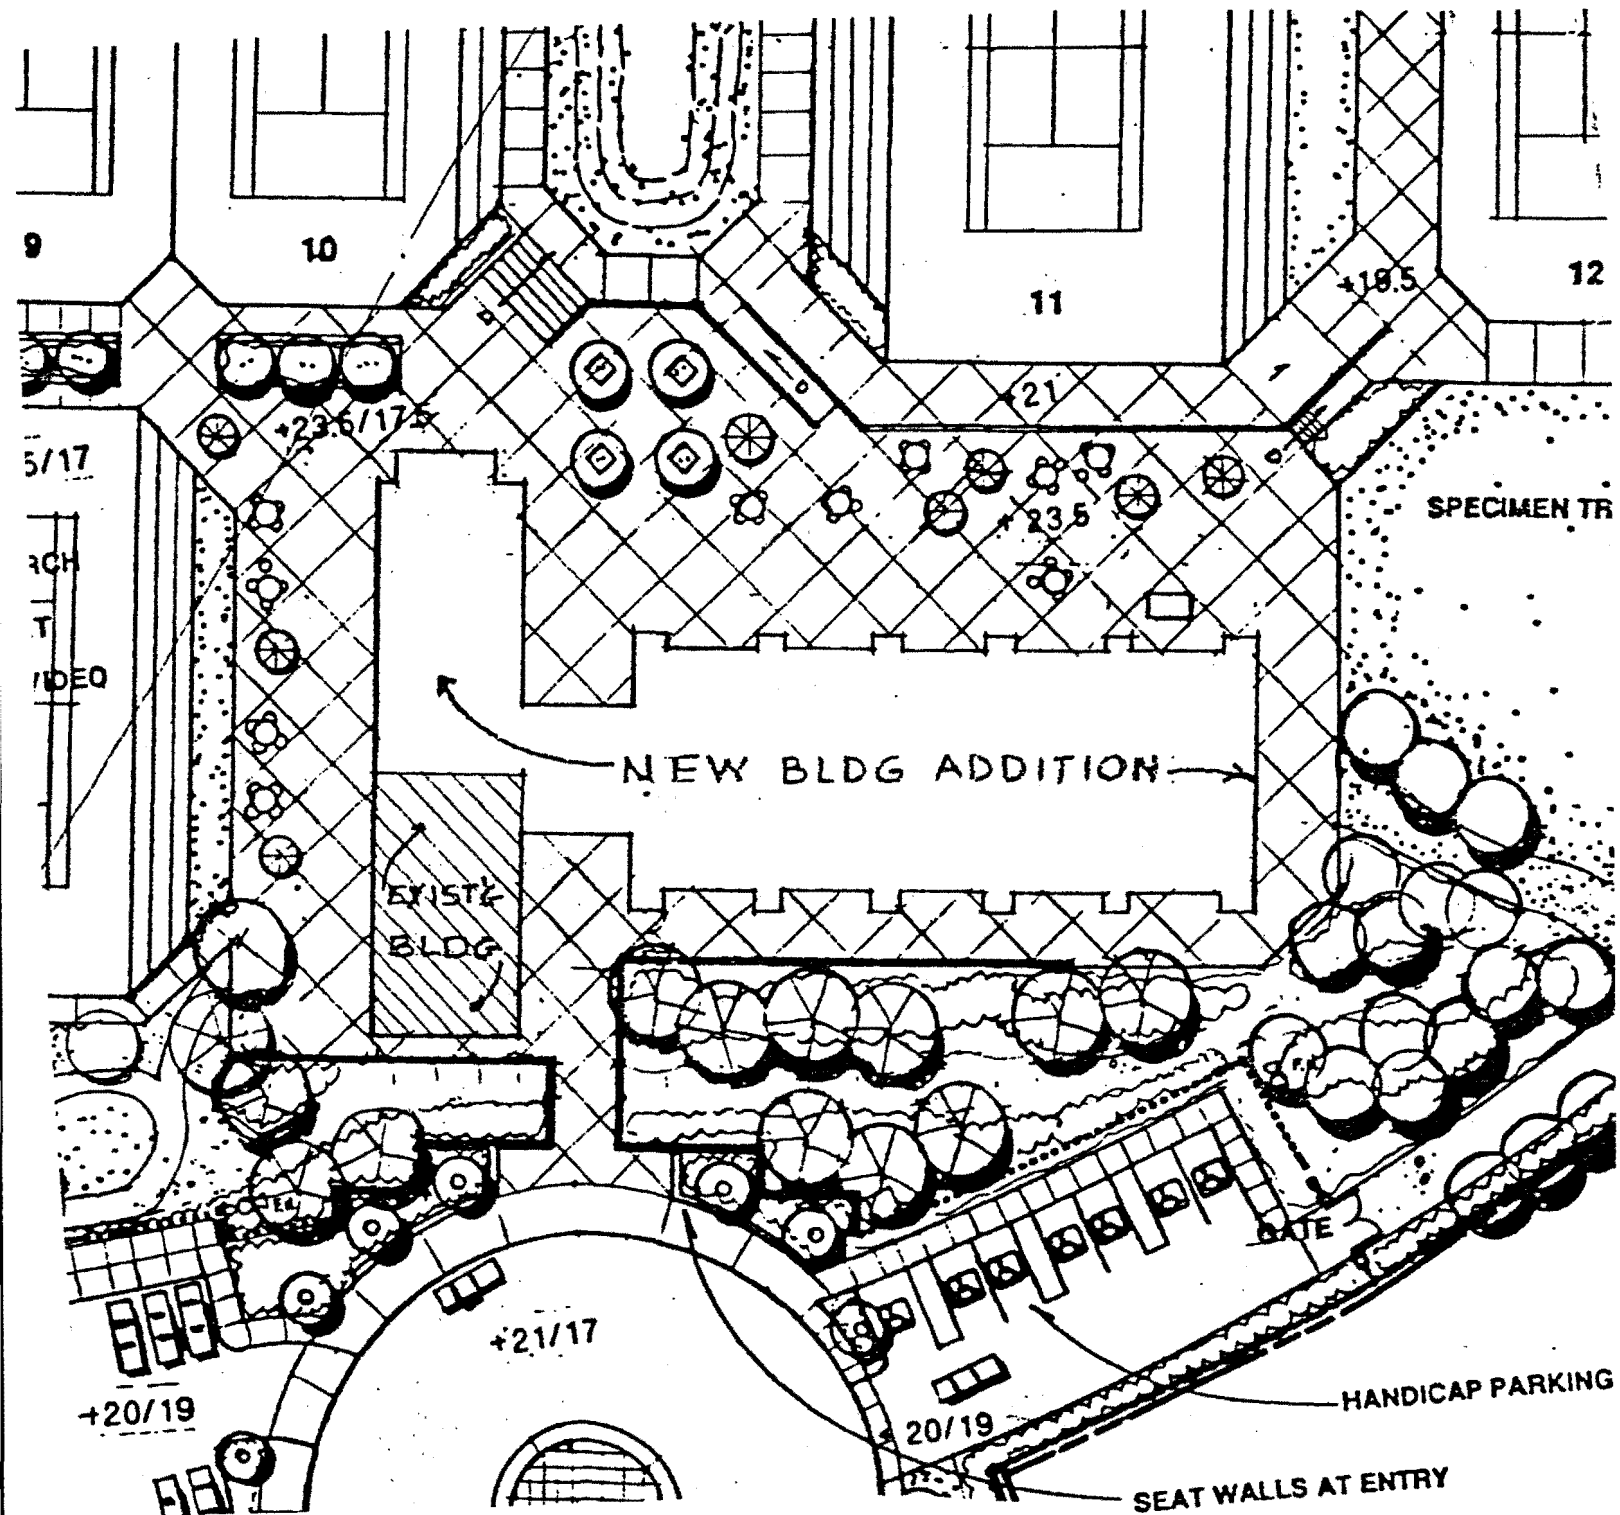 9
10
11
12
+19.5
+21
+23.5/17.5
5/17
+23.5
SPECIMEN TR
RCH
T
VIDEO
NEW BLDG ADDITION
EXIST'G
BLDG
GATE
+21/17
HANDICAP PARKING
+20/19
20/19
SEAT WALLS AT ENTRY